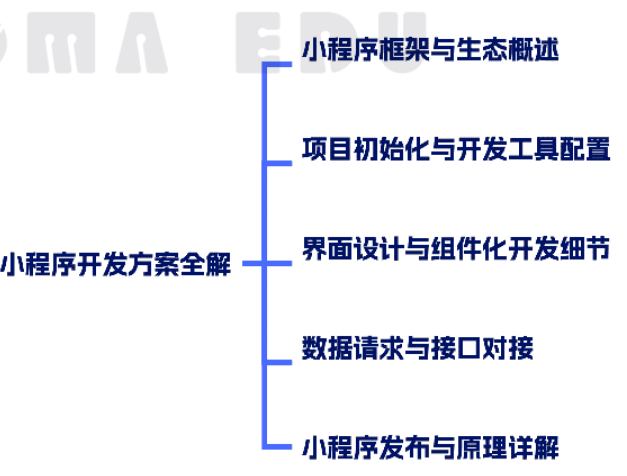 OMA EDU
小程序框架与生态概述
项目初始化与开发工具配置
界面设计与组件化开发细节
小程序开发方案全解
数据请求与接口对接
小程序发布与原理详解